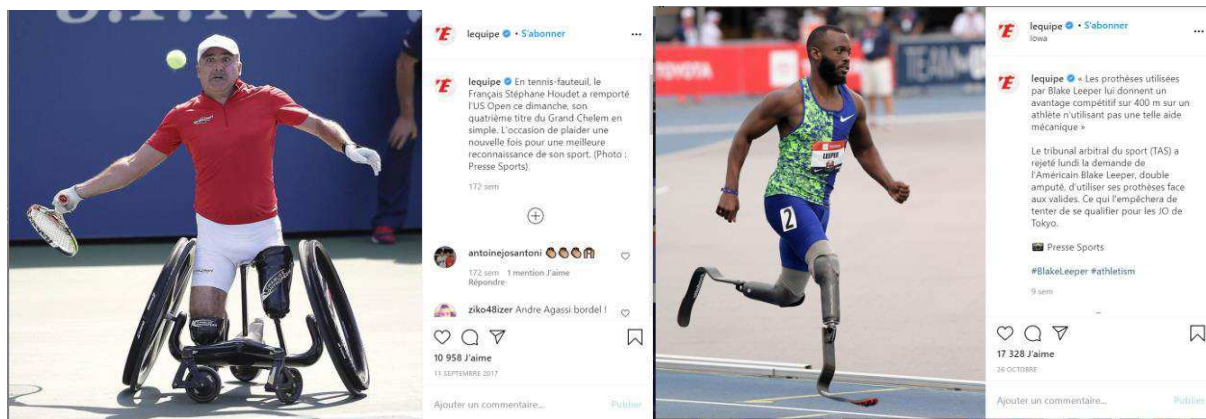 lequipe • S'abonner
lequipe En tennis-fauteuil, le
Français Stéphane Houdet a remporté
l'US Open ce dimanche, son
quatrième titre du Grand Chelem en
simple. L'occasion de plaider une
nouvelle fois pour une meilleure
reconnaissance de son sport. (Photo :
Presse Sports)
172 sem
antoinejosantoni
172 sem 1 mention J'aime
Répondre
ziko48izer Andre Agassi bordel !
10 958 J'aime
11 SEPTEMBRE 2017
Ajouter un commentaire... Publier
TOYOTA
TEAM
LEEPER
2
lequipe • S'abonner
Iowa
lequipe « Les prothèses utilisées
par Blake Leeper lui donnent un
avantage compétitif sur 400 m sur un
athlète n'utilisant pas une telle aide
mécanique »
Le tribunal arbitral du sport (TAS) a
rejeté lundi la demande de
l'Américain Blake Leeper, double
amputé, d'utiliser ses prothèses face
aux valides. Ce qui l'empêchera de
tenter de se qualifier pour les JO de
Tokyo.
Presse Sports
#BlakeLeeper #athletism
9 sem
17 328 J'aime
26 OCTOBRE
Ajouter un commentaire... Publier